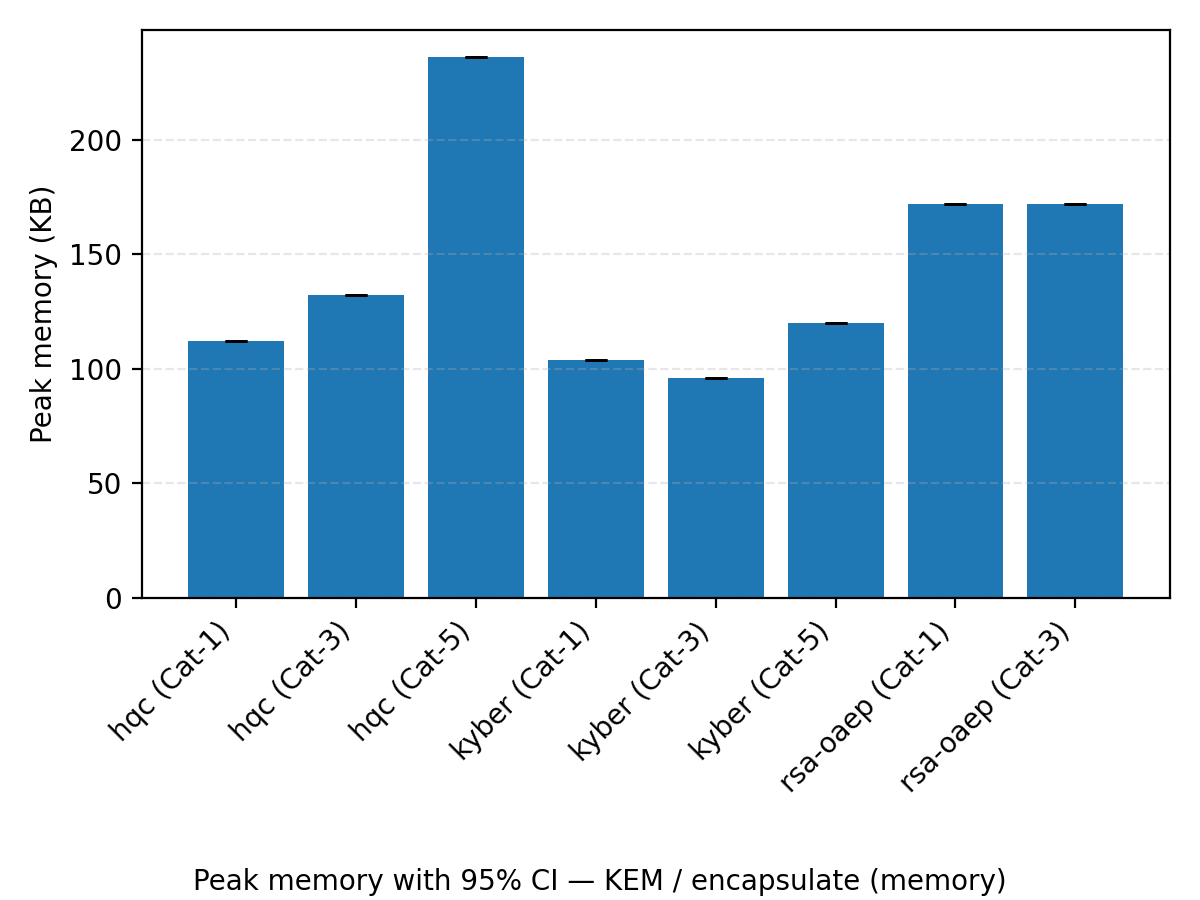 Peak memory (KB)
200
150
100
50
0
hqc (Cat-1)
hqc (Cat-3)
hqc (Cat-5)
kyber (Cat-1)
kyber (Cat-3)
kyber (Cat-5)
rsa-oaep (Cat-1)
rsa-oaep (Cat-3)
Peak memory with 95% CI — KEM / encapsulate (memory)